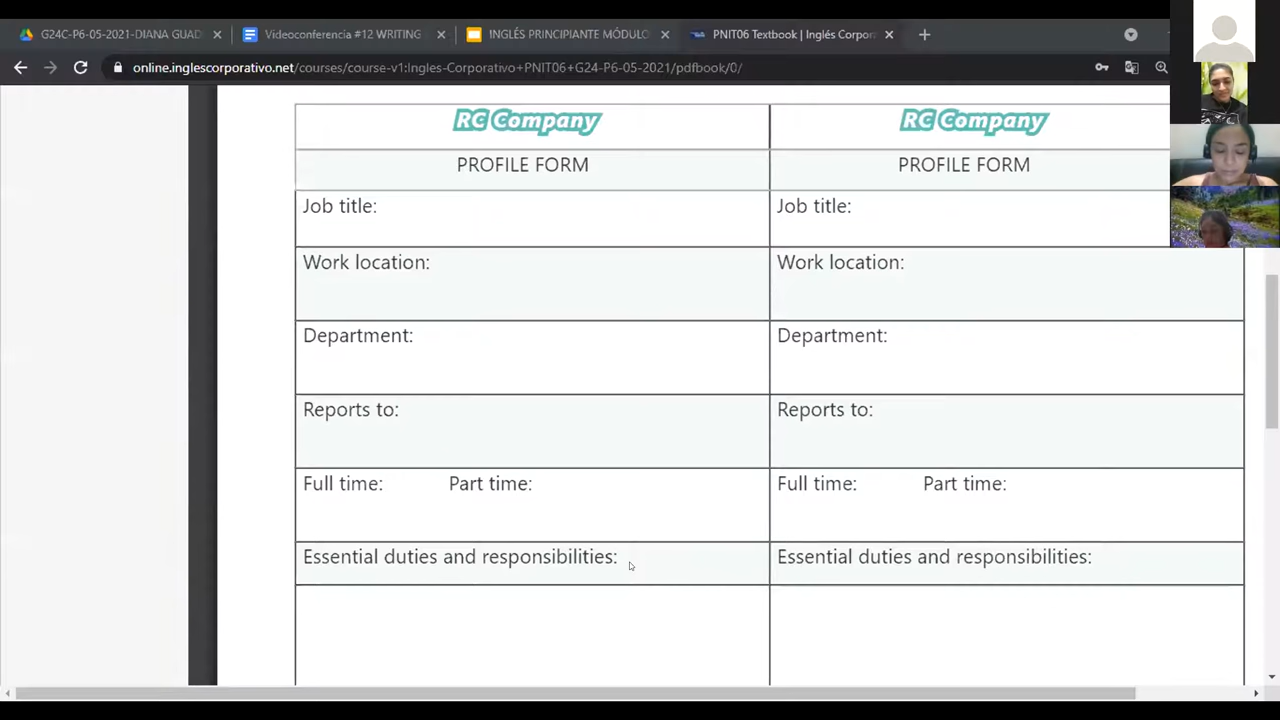 G24C-P6-05-2021-DIANA GUAD
Videoconferencia #12 WRITING
INGLÉS PRINCIPIANTE MÓDULO
PNIT06 Textbook | Inglés Corpor
online.inglescorporativo.net/courses/course-v1:Ingles-Corporativo+PNIT06+G24-P6-05-2021/pdfbook/0/
RC Company RC Company
PROFILE FORM PROFILE FORM
Job title: Job title:
Work location: Work location:
Department: Department:
Reports to: Reports to:
Full time: Part time: Full time: Part time:
Essential duties and responsibilities: Essential duties and responsibilities: